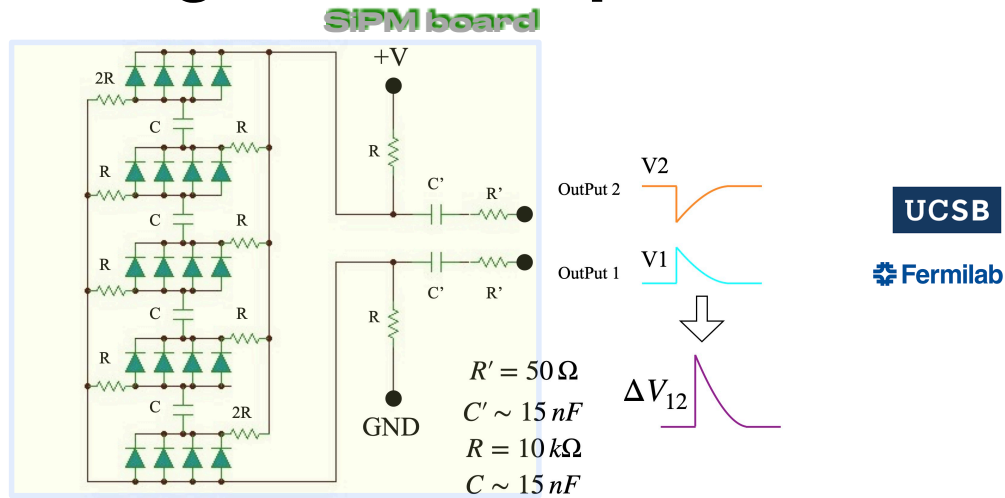 SiPM board
+V
2R
C
R
R
R
C'
R'
C
R
R
C'
R'
C
R
R
R
C
2R
GND
R' = 50 Ω
C' ~ 15 nF
R = 10 kΩ
C ~ 15 nF
V2
OutPut 2
V1
OutPut 1
ΔV12
UCSB
Fermilab